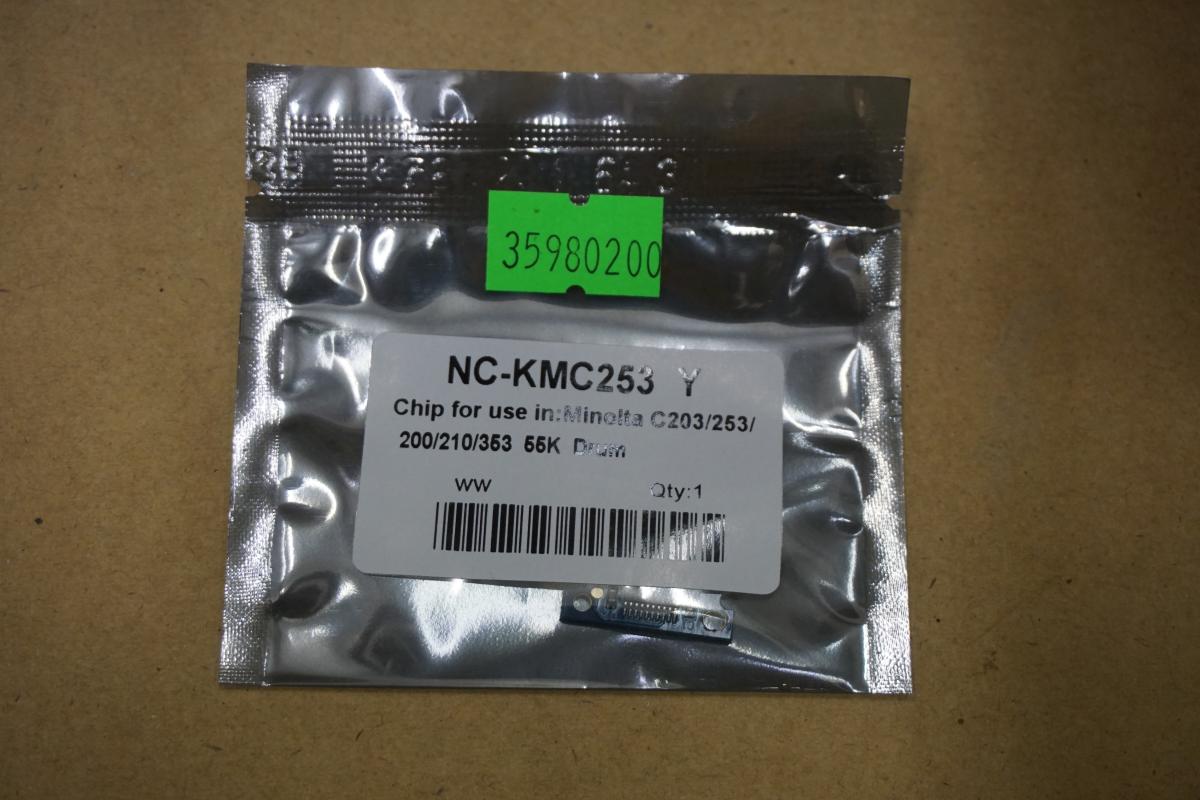 35980200
NC-KMC253 Y
Chip for use in:Minolta C203/253/
200/210/353 55K Drum
WW Qty:1